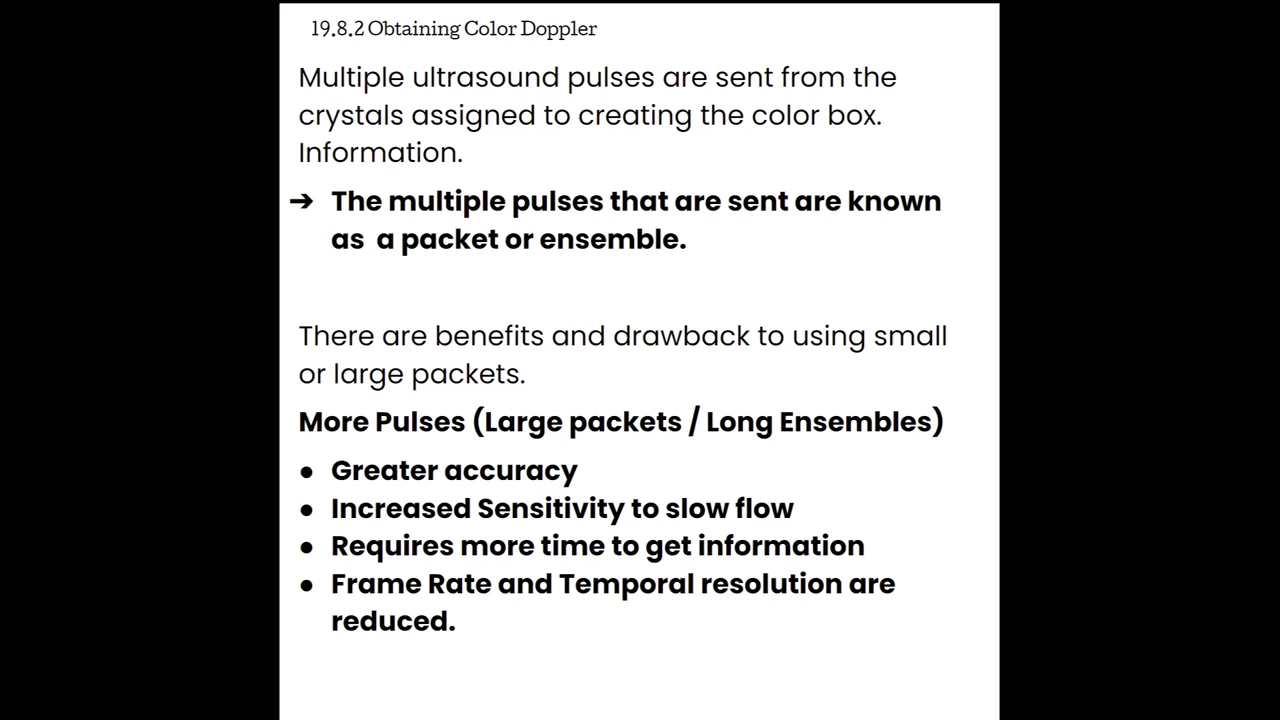 19.8.2 Obtaining Color Doppler
Multiple ultrasound pulses are sent from the
crystals assigned to creating the color box.
Information.
➔ The multiple pulses that are sent are known
as a packet or ensemble.
There are benefits and drawback to using small
or large packets.
More Pulses (Large packets / Long Ensembles)
● Greater accuracy
● Increased Sensitivity to slow flow
● Requires more time to get information
● Frame Rate and Temporal resolution are
reduced.